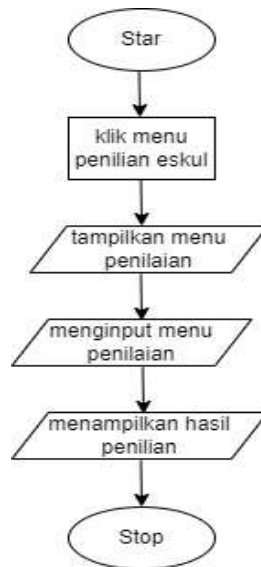 Star
klik menu
penilian eskul
tampilkan menu
penilaian
menginput menu
penilaian
menampilkan hasil
penilian
Stop